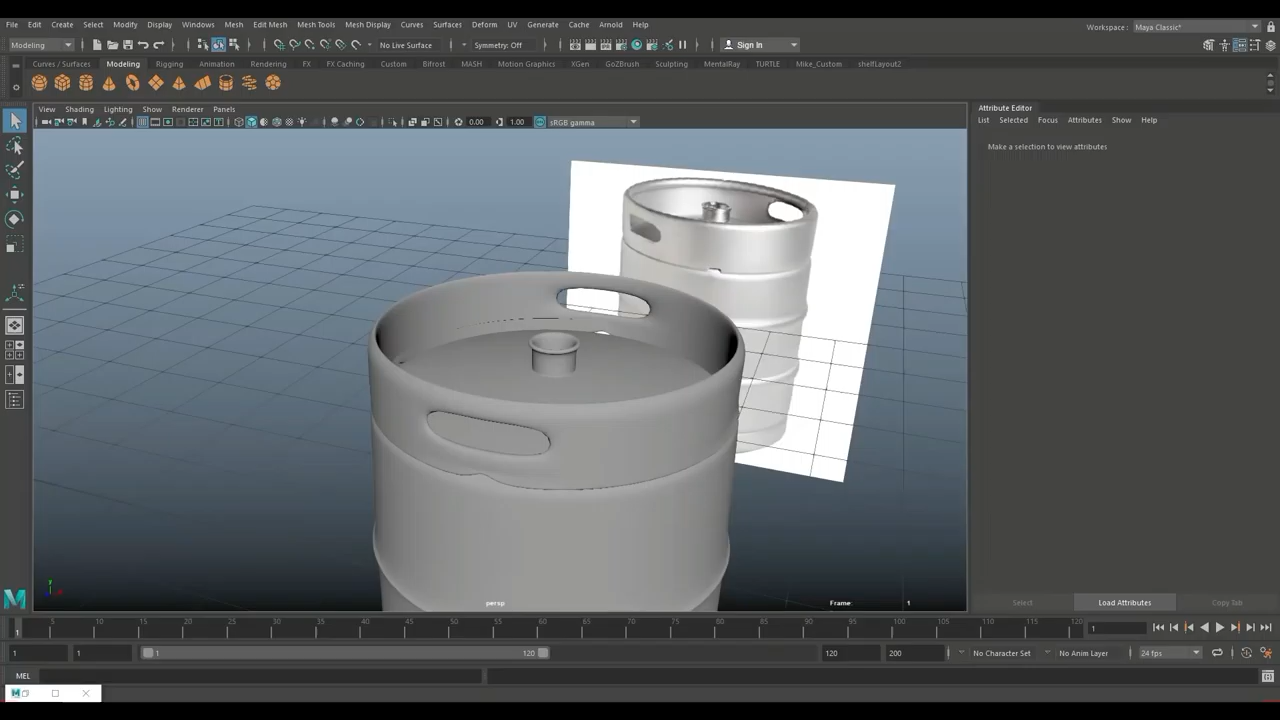 File Edit Create Select Modify Display Windows Mesh Edit Mesh Mesh Tools Mesh Display Curves Surfaces Deform UV Generate Cache Arnold Help Workspace : Maya Classic*
Modeling No Live Surface Symmetry: Off Sign In
Curves / Surfaces Modeling Rigging Animation Rendering FX FX Caching Custom Bifrost MASH Motion Graphics XGen GoZBrush Sculpting MentalRay TURTLE Mike_Custom shelfLayout2
View Shading Lighting Show Renderer Panels Attribute Editor
0.00 1.00 sRGB gamma List Selected Focus Attributes Show Help
Make a selection to view attributes
y
persp Frame: 1
Select Load Attributes Copy Tab
5 10 15 20 25 30 35 40 45 50 55 60 65 70 75 80 85 90 95 100 105 110 115 120
1 1
1 1 1 120 120 200 No Character Set No Anim Layer 24 fps
MEL